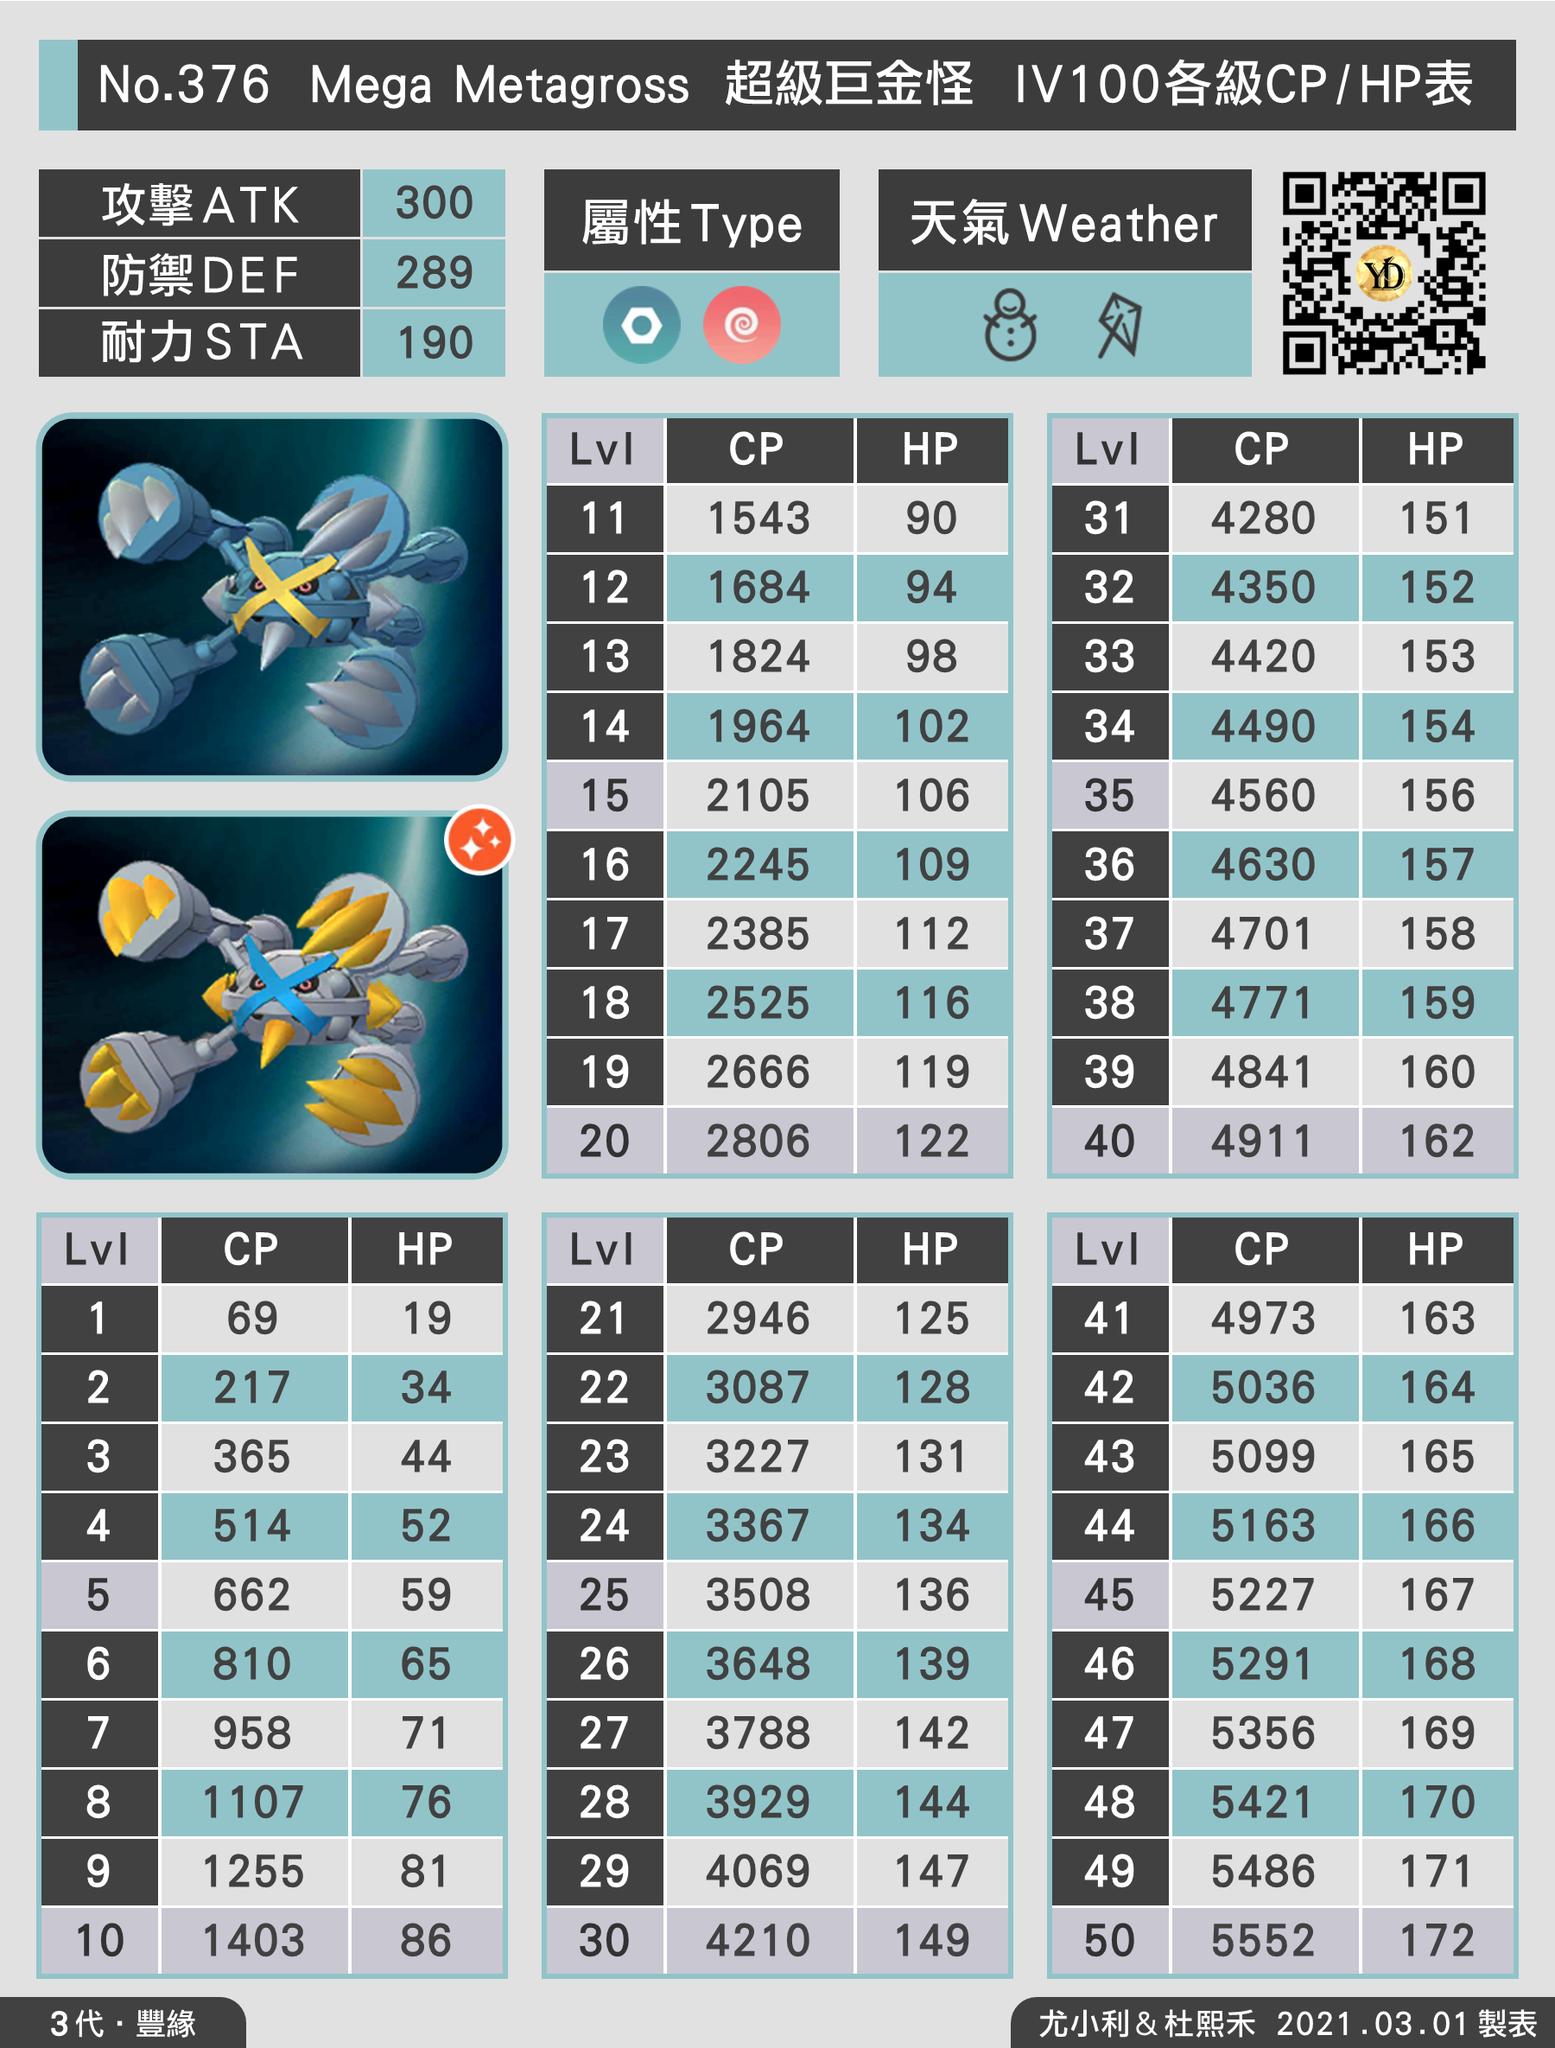 No.376 Mega Metagross 超級巨金怪 IV100各級CP/HP表
攻擊ATK 300
防禦DEF 289
耐力STA 190
屬性Type
天氣Weather
YD
Lvl CP HP
11 1543 90
12 1684 94
13 1824 98
14 1964 102
15 2105 106
16 2245 109
17 2385 112
18 2525 116
19 2666 119
20 2806 122
Lvl CP HP
31 4280 151
32 4350 152
33 4420 153
34 4490 154
35 4560 156
36 4630 157
37 4701 158
38 4771 159
39 4841 160
40 4911 162
Lvl CP HP
1 69 19
2 217 34
3 365 44
4 514 52
5 662 59
6 810 65
7 958 71
8 1107 76
9 1255 81
10 1403 86
Lvl CP HP
21 2946 125
22 3087 128
23 3227 131
24 3367 134
25 3508 136
26 3648 139
27 3788 142
28 3929 144
29 4069 147
30 4210 149
Lvl CP HP
41 4973 163
42 5036 164
43 5099 165
44 5163 166
45 5227 167
46 5291 168
47 5356 169
48 5421 170
49 5486 171
50 5552 172
3代·豐緣
尤小利&杜熙禾 2021.03.01製表